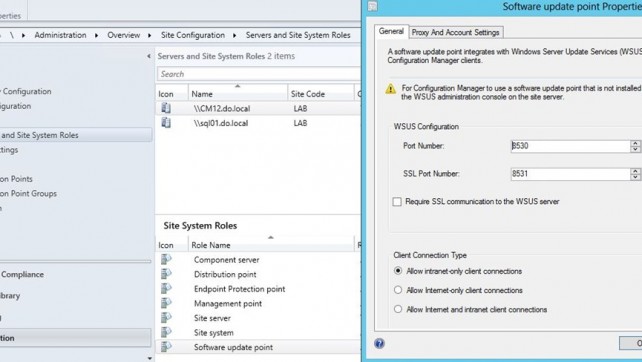 perties
\ Administration Overview Site Configuration Servers and Site System Roles
Configuration
and Site System Roles
ttings
on Points
on Point Groups
Compliance
brary
tion
Servers and Site System Roles 2 items
Search
Icon Name Site Code
\\CM12.do.local LAB
\\sql01.do.local LAB
Site System Roles
Icon Role Name
Component server
Distribution point
Endpoint Protection point
Management point
Site server
Site system
Software update point
Software update point Propertie
General Proxy And Account Settings
A software update point integrates with Windows Server Update Services (WSUS
Configuration Manager clients.
For Configuration Manager to use a software update point that is not installed
the WSUS administration console on the site server.
WSUS Configuration
Port Number: 8530
SSL Port Number: 8531
Require SSL communication to the WSUS server
Client Connection Type
Allow intranet-only client connections
Allow Internet-only client connections
Allow Internet and intranet client connections